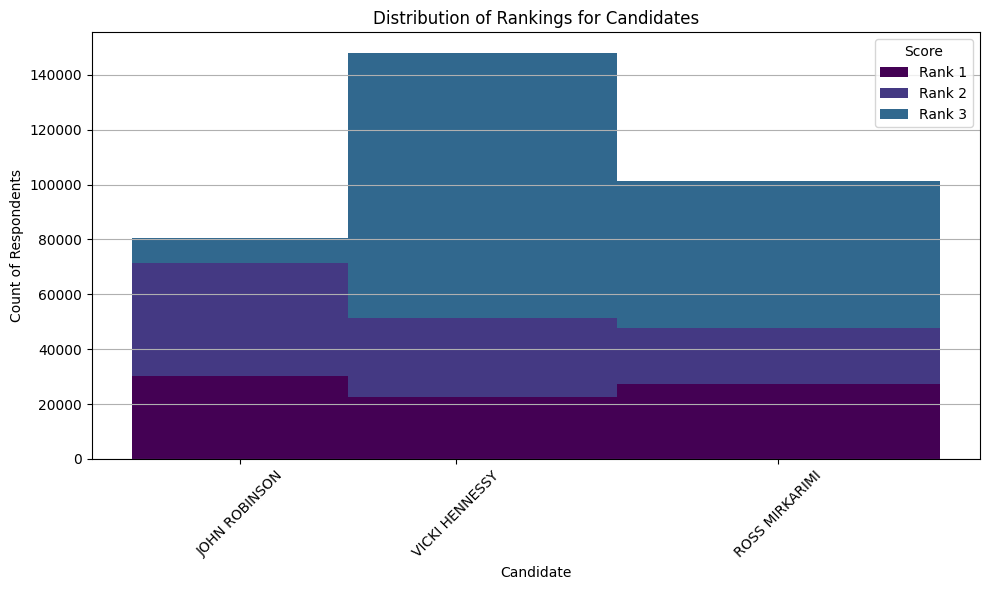 Distribution of Rankings for Candidates
Score
Rank 1
Rank 2
Rank 3
Count of Respondents
140000
120000
100000
80000
60000
40000
20000
0
JOHN ROBINSON
VICKI HENNESSY
ROSS MIRKARIMI
Candidate